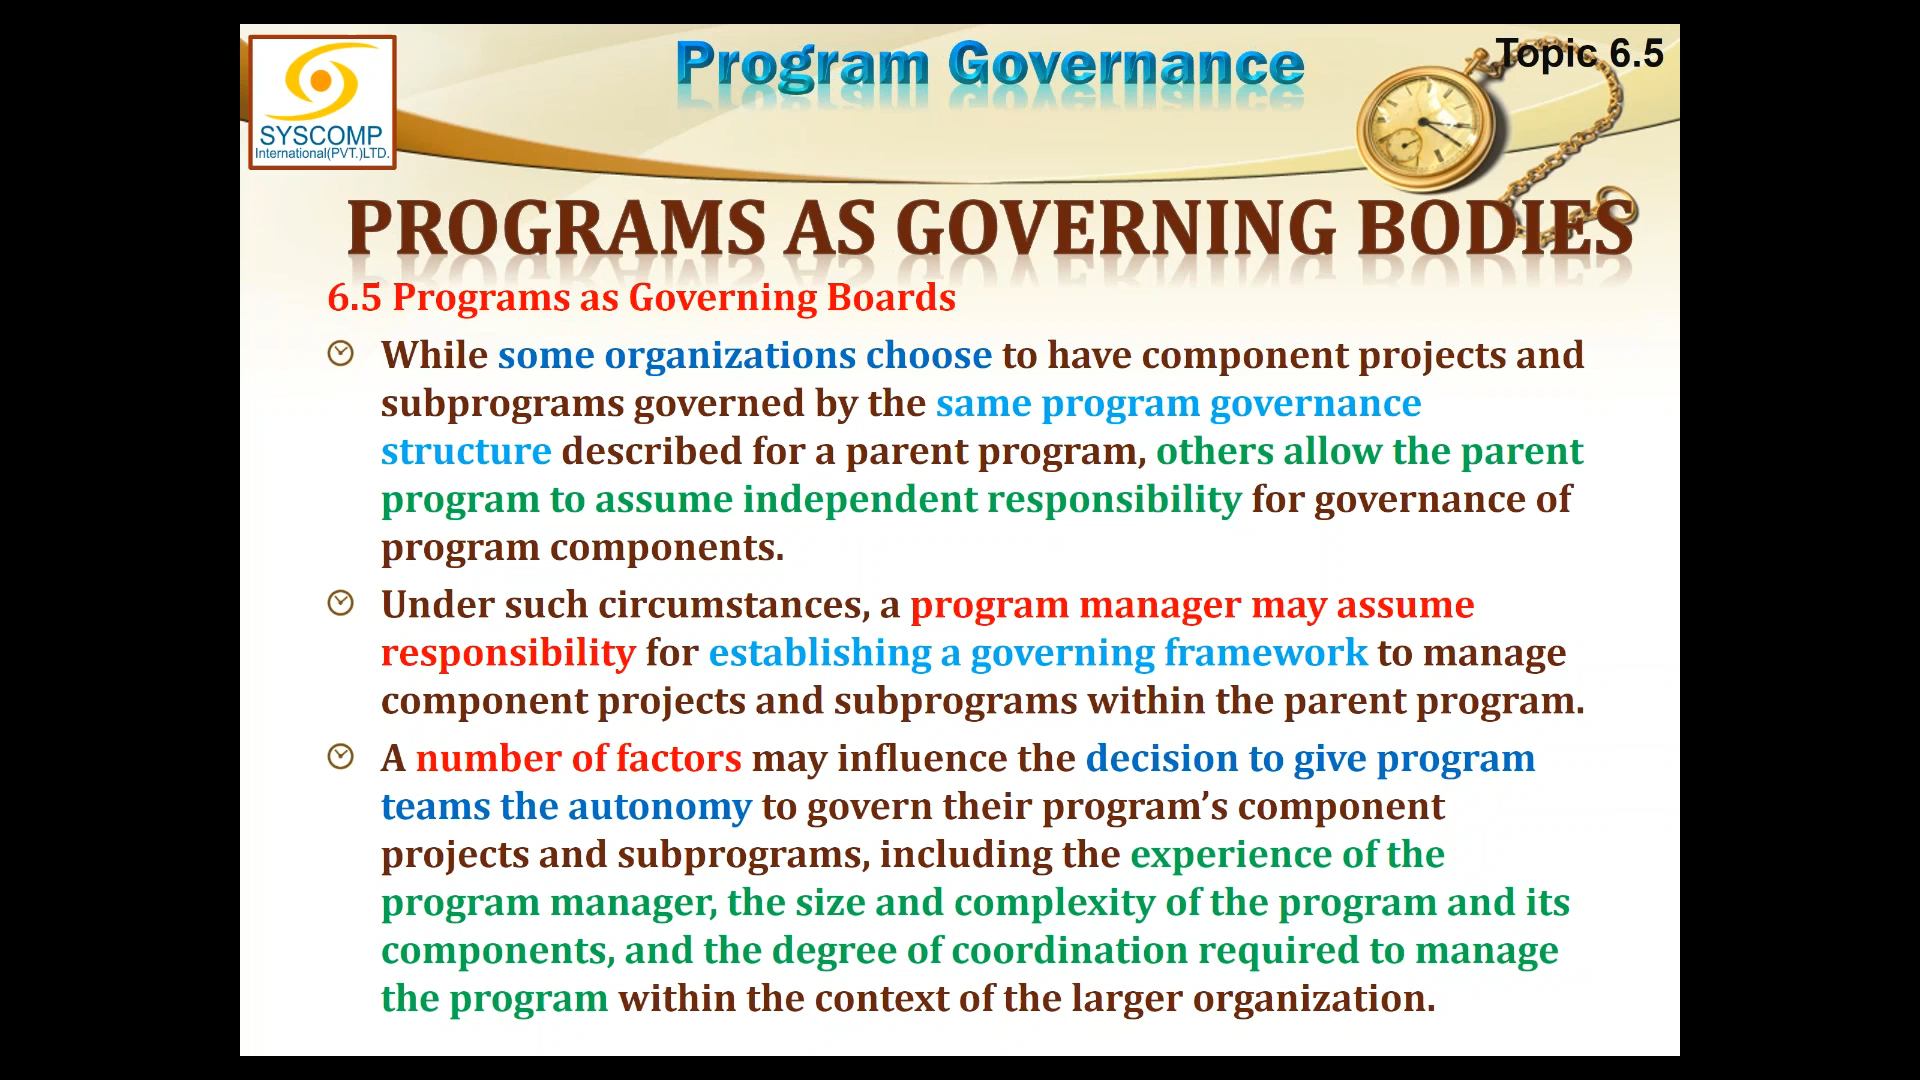 Program Governance
Topic 6.5
SYSCOMP
International(PVT.)LTD.
PROGRAMS AS GOVERNING BODIES
6.5 Programs as Governing Boards
While some organizations choose to have component projects and
subprograms governed by the same program governance
structure described for a parent program, others allow the parent
program to assume independent responsibility for governance of
program components.
Under such circumstances, a program manager may assume
responsibility for establishing a governing framework to manage
component projects and subprograms within the parent program.
A number of factors may influence the decision to give program
teams the autonomy to govern their program’s component
projects and subprograms, including the experience of the
program manager, the size and complexity of the program and its
components, and the degree of coordination required to manage
the program within the context of the larger organization.